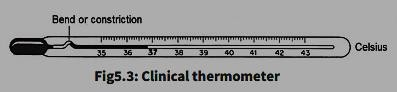 Bend or constriction
35 36 37 38 39 40 41 42 43
Celsius
Fig5.3: Clinical thermometer